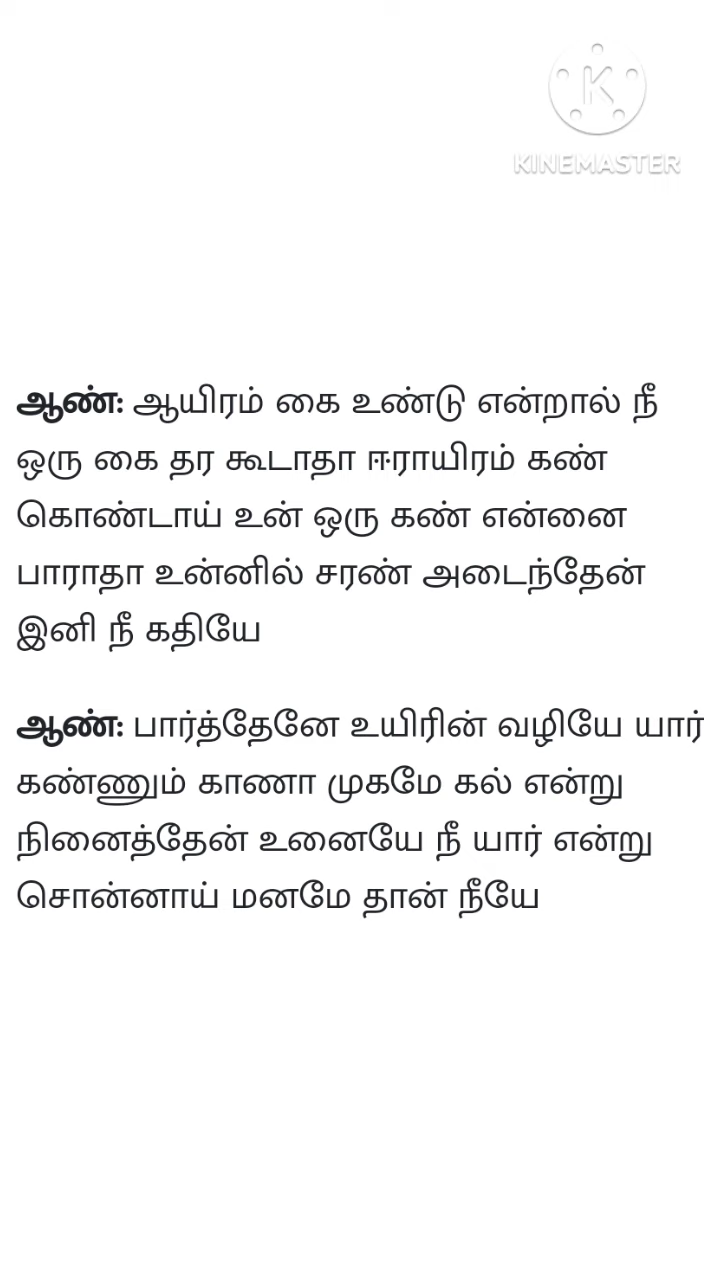 K
KINEMASTER
ஆண்: ஆயிரம் கை உண்டு என்றால் நீ
ஒரு கை தர கூடாதா ஈராயிரம் கண்
கொண்டாய் உன் ஒரு கண் என்னை
பாராதா உன்னில் சரண் அடைந்தேன்
இனி நீ கதியே
ஆண்: பார்த்தேனே உயிரின் வழியே யார்
கண்ணும் காணா முகமே கல் என்று
நினைத்தேன் உனையே நீ யார் என்று
சொன்னாய் மனமே தான் நீயே